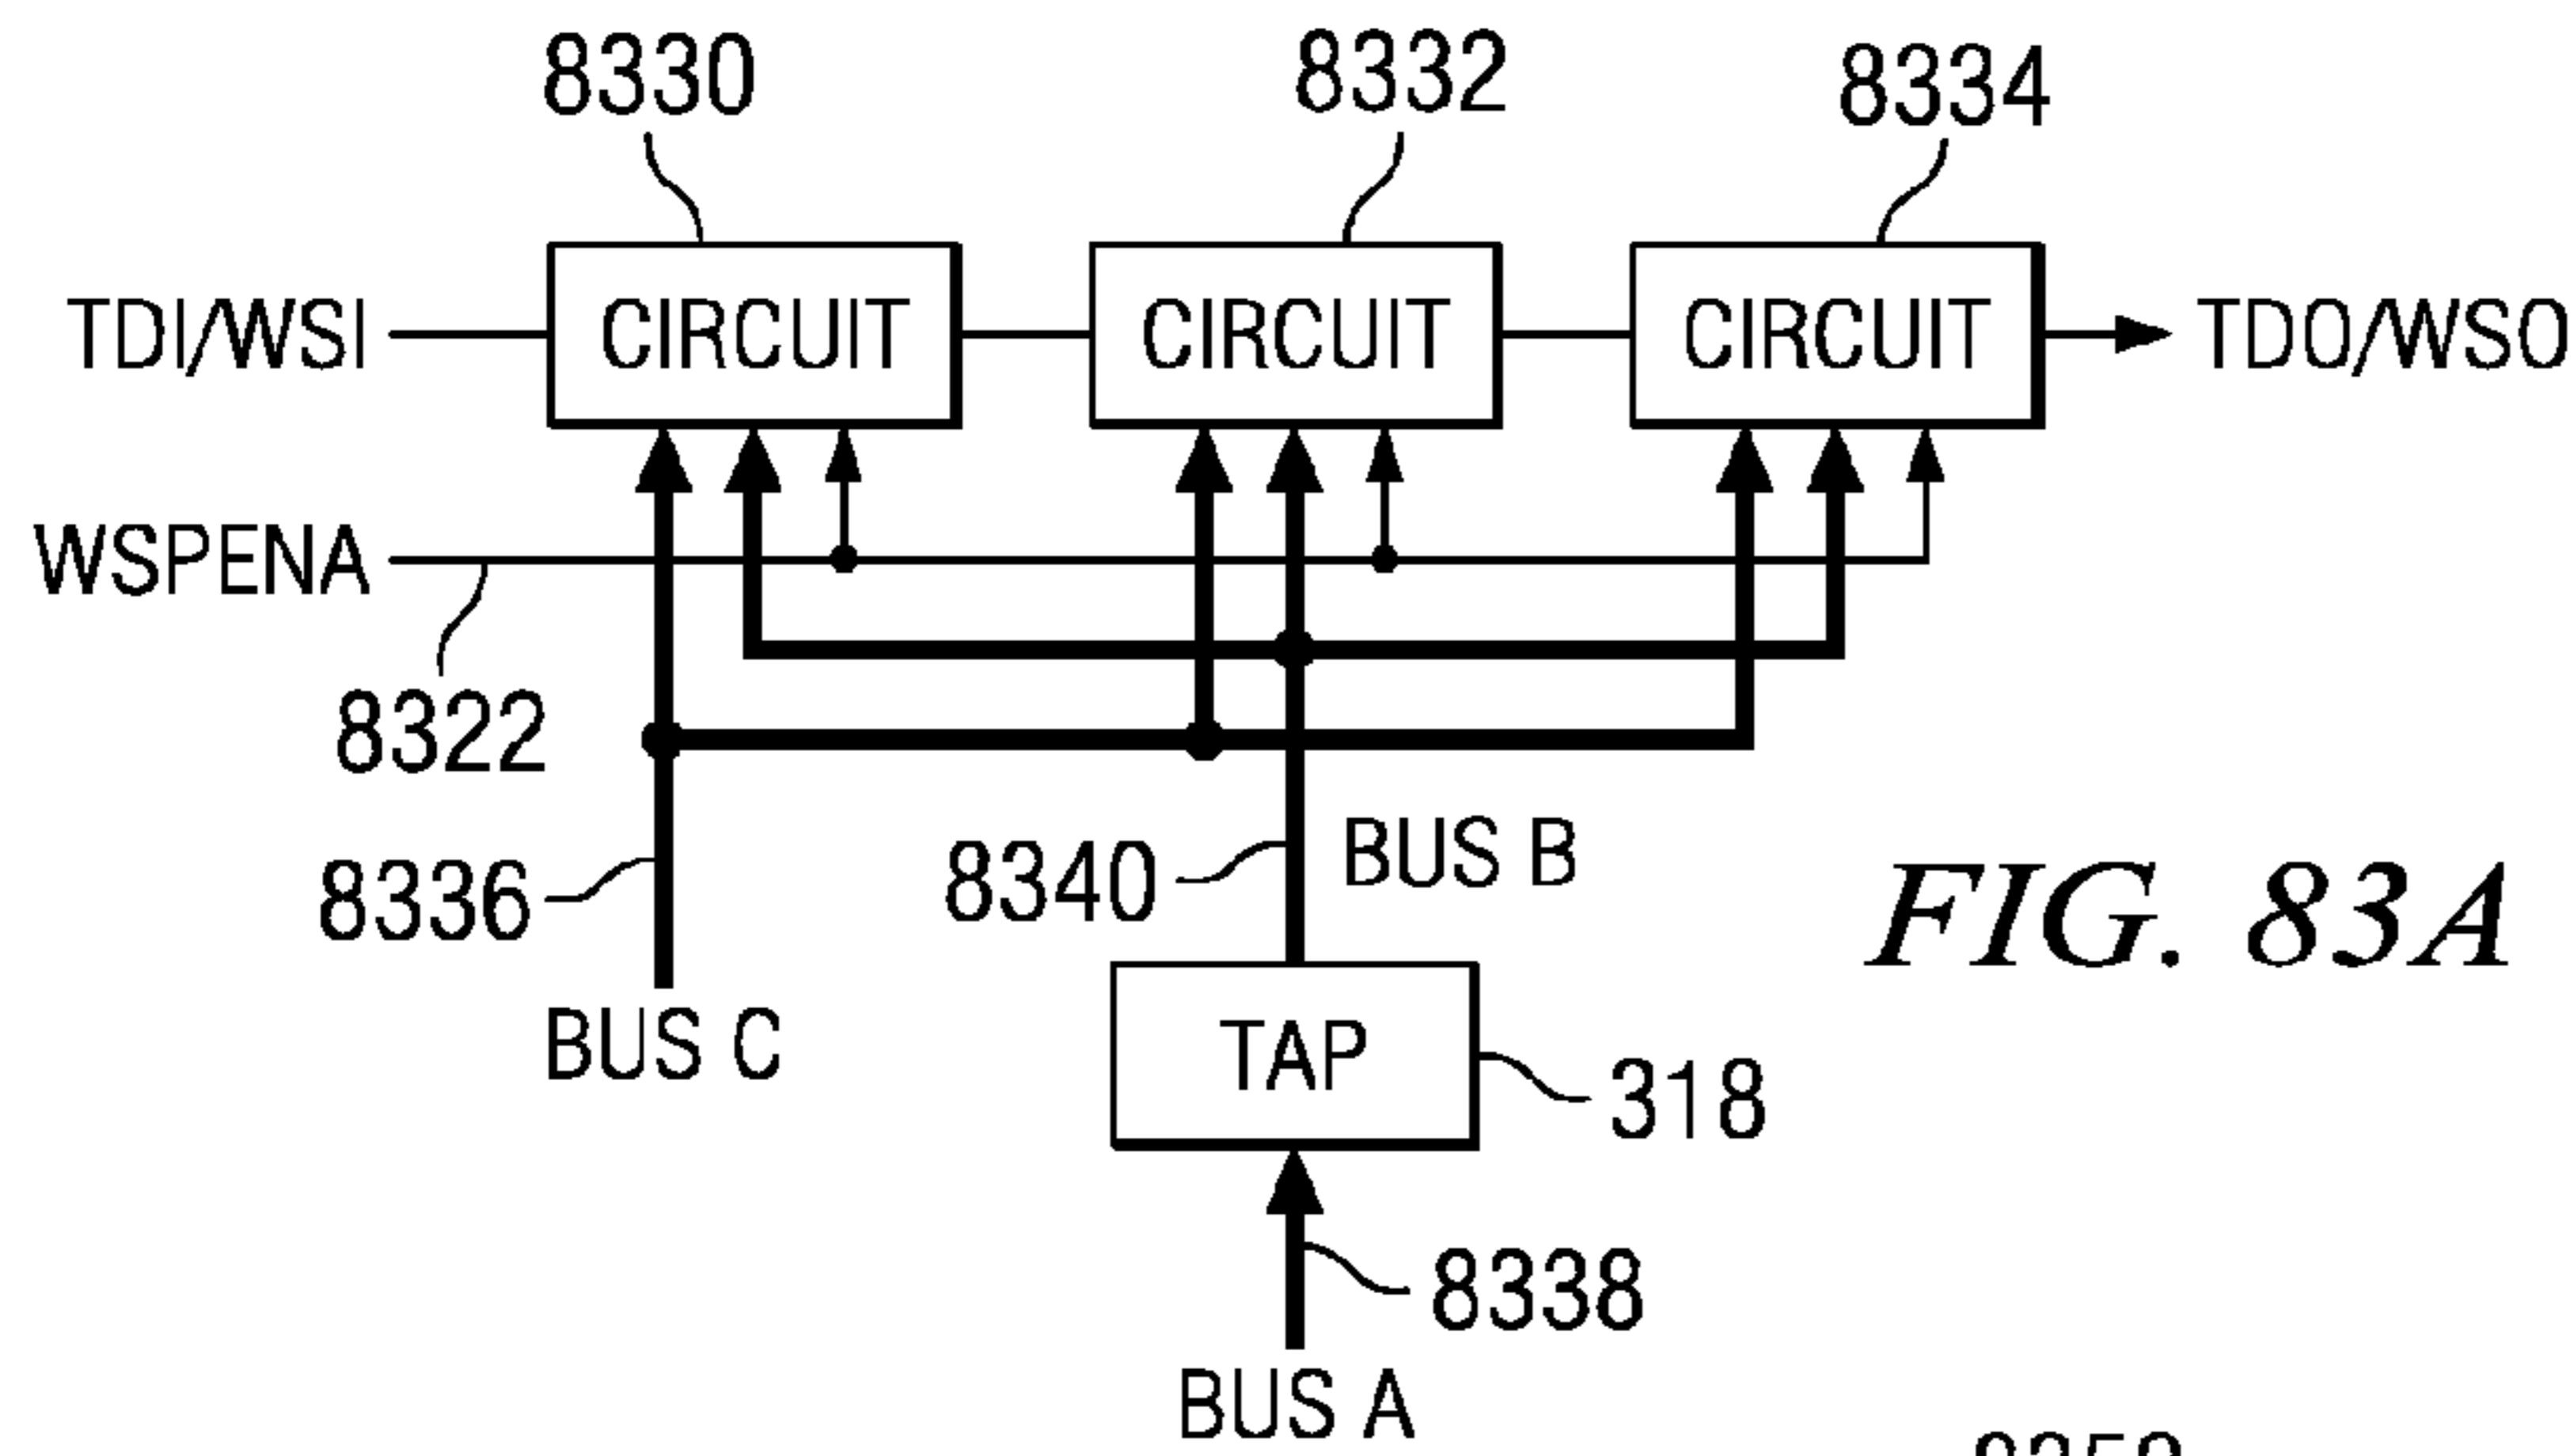 8330
8332
8334
TDI/WSI
CIRCUIT
CIRCUIT
CIRCUIT
TDO/WSO
WSPENA
8322
8336
8340
BUS B
FIG. 83A
BUS C
TAP
318
8338
BUS A